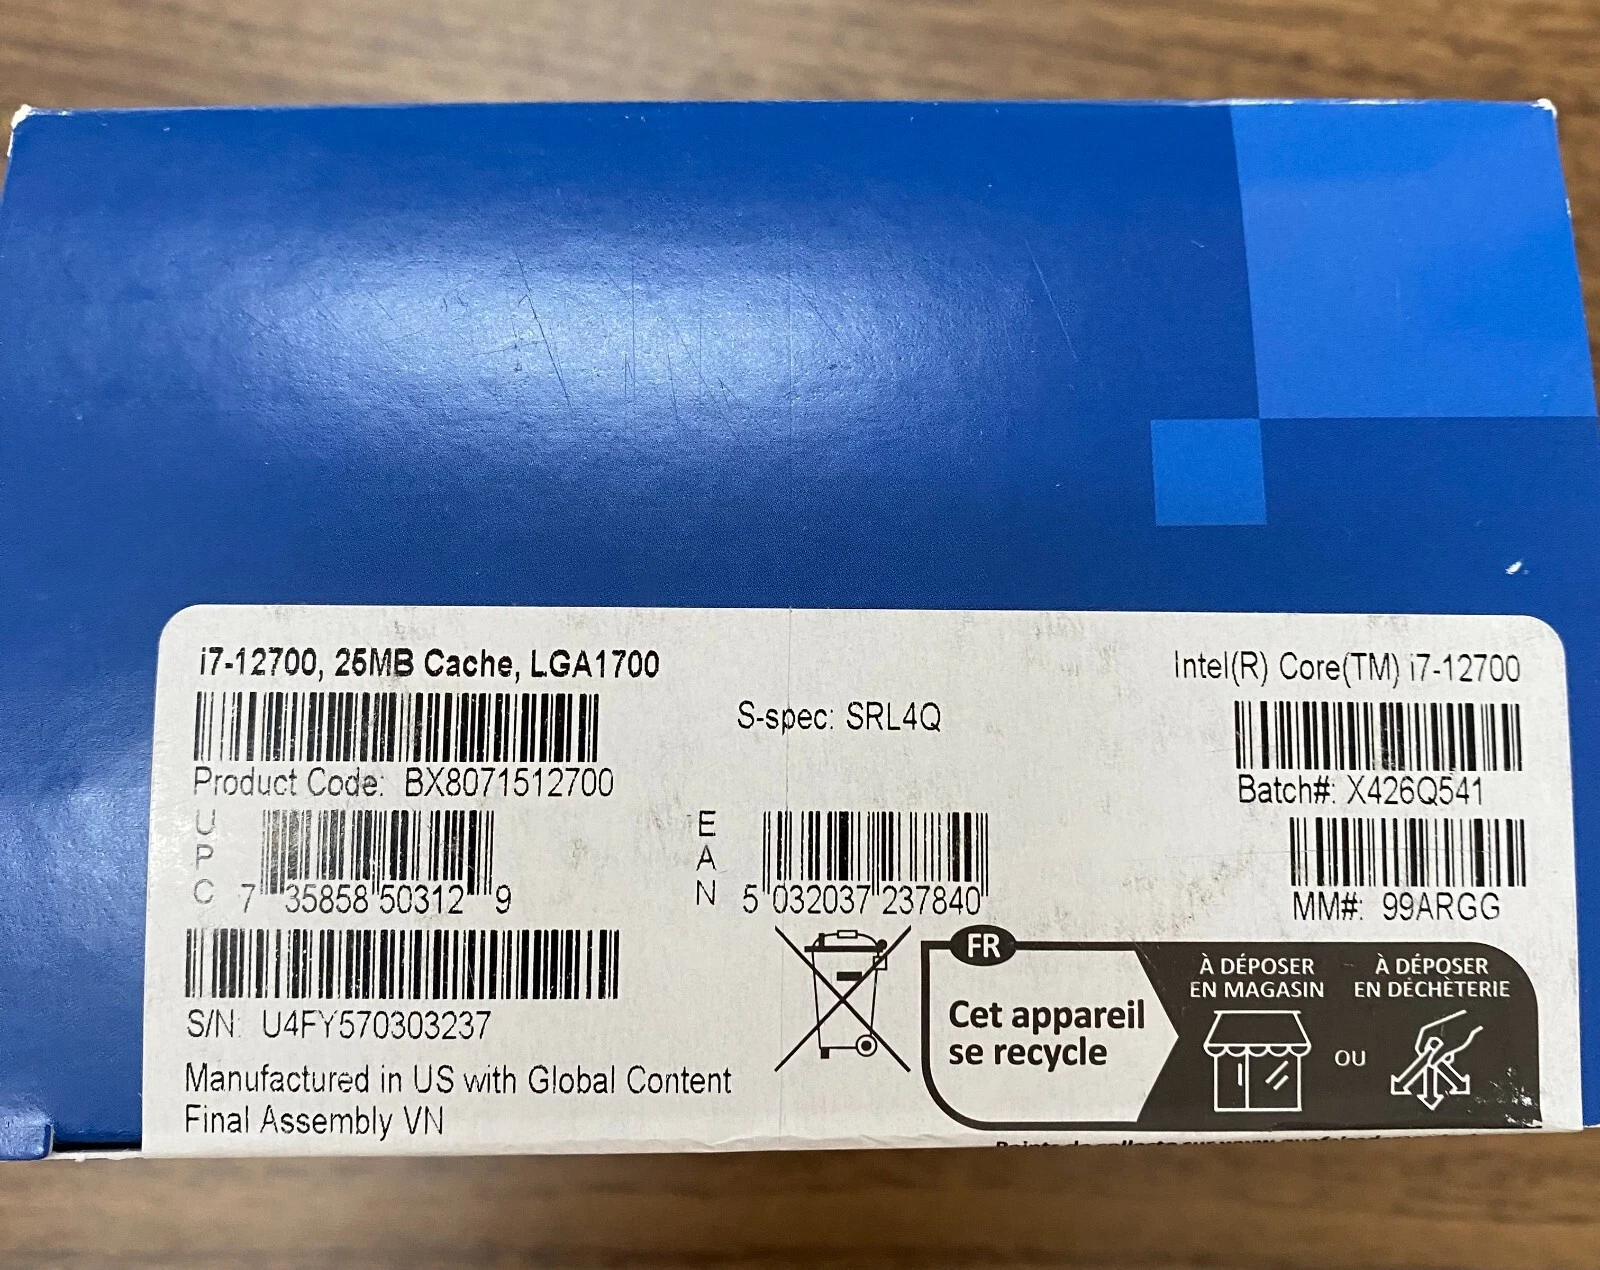 i7-12700, 25MB Cache, LGA1700
Intel(R) Core(TM) i7-12700
S-spec: SRL4Q
Product Code: BX8071512700
Batch#: X426Q541
UPC
7 35858 50312 9
EAN
5 032037 237840
MM#: 99ARGG
S/N: U4FY570303237
Manufactured in US with Global Content
Final Assembly VN
FR
Cet appareil
se recycle
À DÉPOSER
EN MAGASIN
OU
À DÉPOSER
EN DÉCHÈTERIE